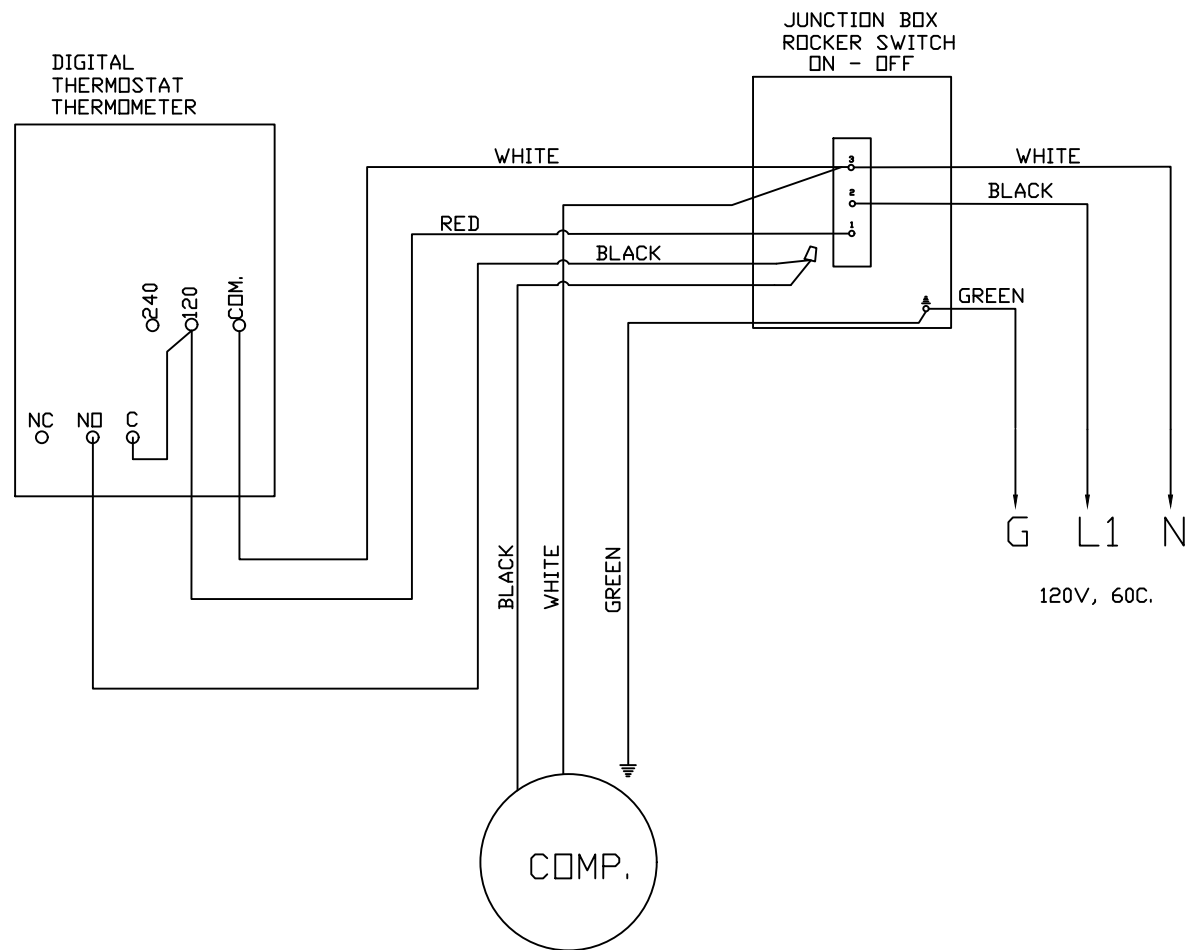 JUNCTION BOX
ROCKER SWITCH
ON - OFF
DIGITAL
THERMOSTAT
THERMOMETER
WHITE
3
WHITE
2
BLACK
RED
1
BLACK
240
120
COM.
GREEN
NC
NO
C
BLACK
WHITE
GREEN
G
L1
N
120V, 60C.
COMP.